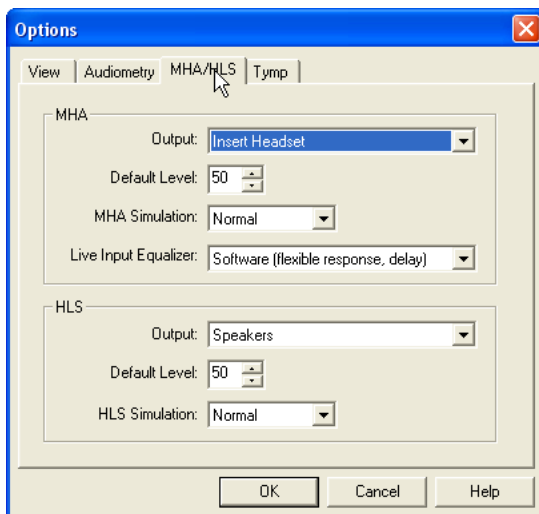 Options
View Audiometry MHA/HLS Tymp
MHA
Output: Insert Headset
Default Level: 50
MHA Simulation: Normal
Live Input Equalizer: Software (flexible response, delay)
HLS
Output: Speakers
Default Level: 50
HLS Simulation: Normal
OK Cancel Help